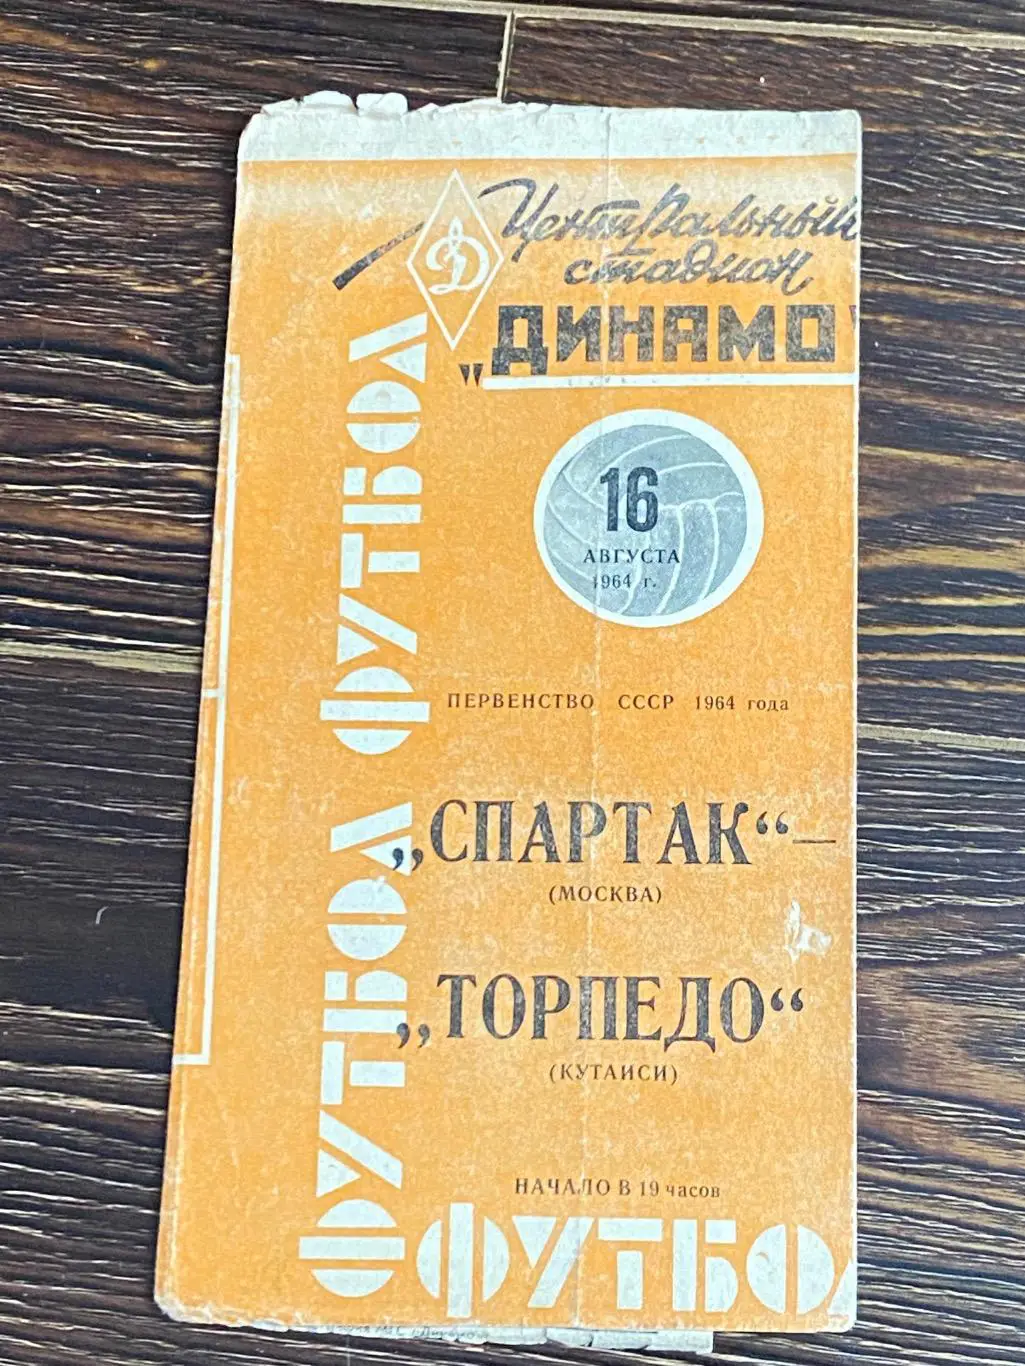 Центральный
стадион
„ДИНАМО"
Д
ФУТБОЛ ФУТБОЛ
16
АВГУСТА
1964 г.
ПЕРВЕНСТВО СССР 1964 года
„СПАРТАК“—
(МОСКВА)
„ТОРПЕДО“
(КУТАИСИ)
НАЧАЛО В 19 часов
ФУТБОЛ